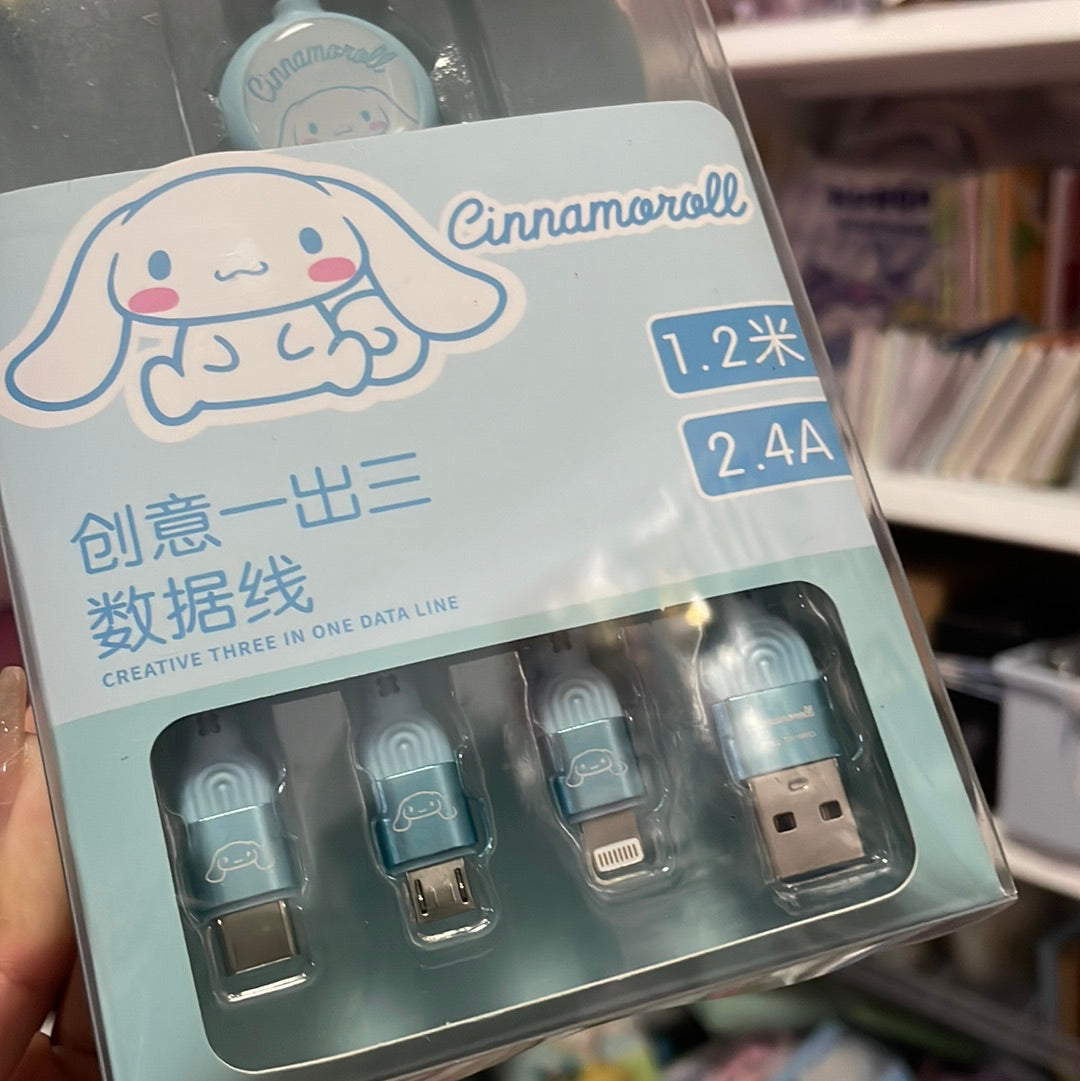 Cinnamoroll
Cinnamoroll
1.2米
2.4A
创意一出三
数据线
CREATIVE THREE IN ONE DATA LINE